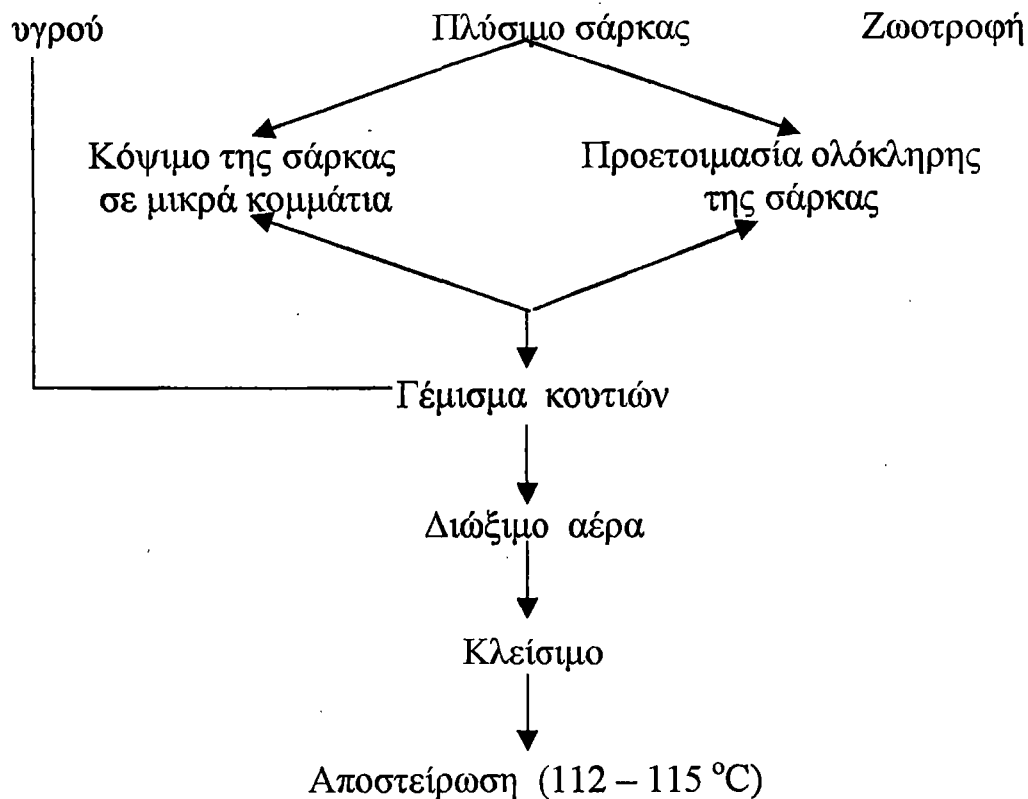 υγρού Πλύσιμο σάρκας Ζωοτροφή
Κόψιμο της σάρκας
σε μικρά κομμάτια
Προετοιμασία ολόκληρης
της σάρκας
Γέμισμα κουτιών
Διώξιμο αέρα
Κλείσιμο
Αποστείρωση (112 – 115 °C)